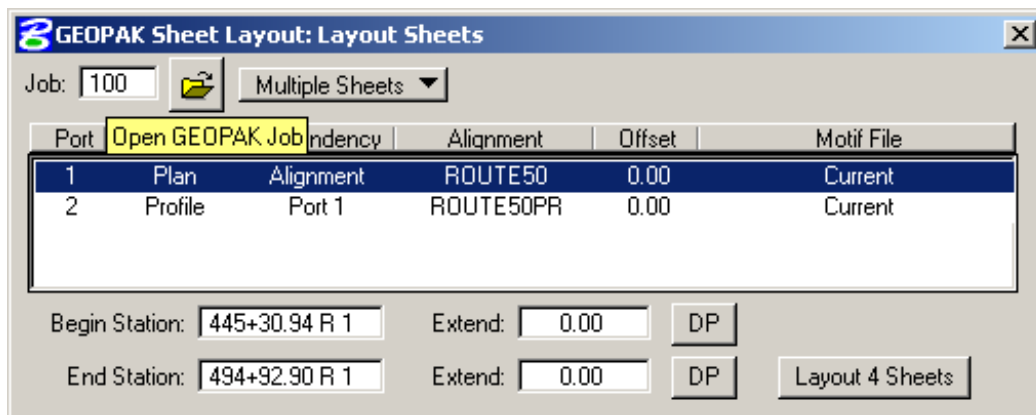 GEOPAK Sheet Layout: Layout Sheets
Job: 100 Multiple Sheets
Port Open GEOPAK Job ndency Alignment Offset Motif File
1 Plan Alignment ROUTE50 0.00 Current
2 Profile Port 1 ROUTE50PR 0.00 Current
Begin Station: 445+30.94 R 1 Extend: 0.00 DP
End Station: 494+92.90 R 1 Extend: 0.00 DP Layout 4 Sheets